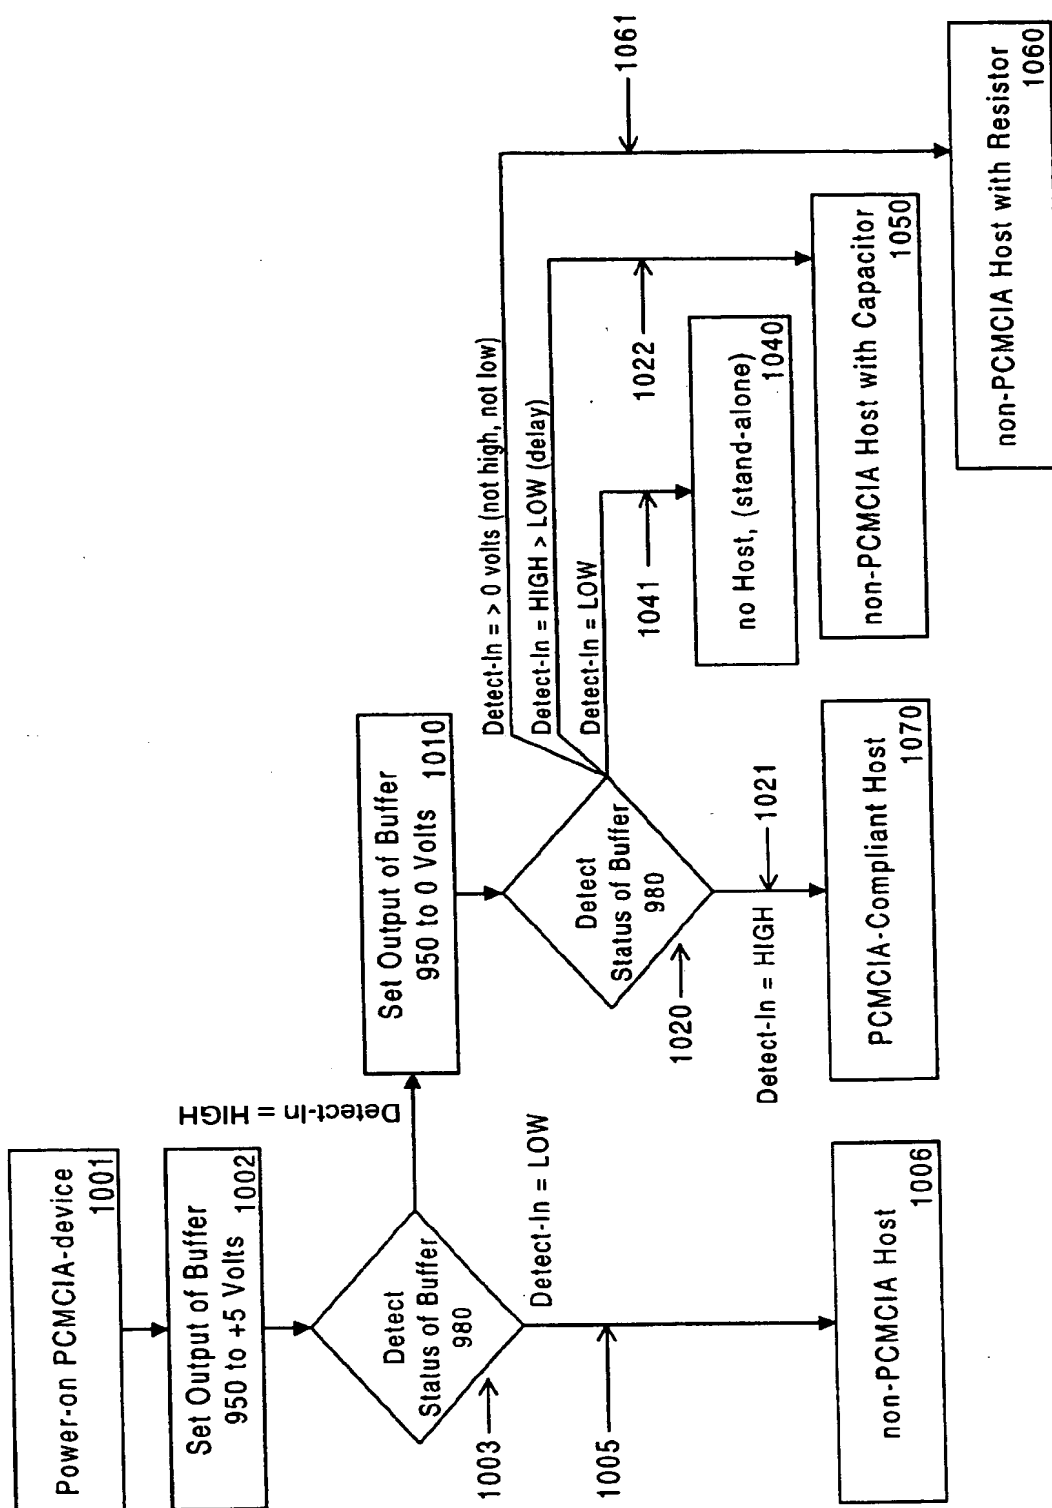 Power-on PCMCIA-device
1001
Set Output of Buffer
950 to +5 Volts 1002
Detect
Status of Buffer
980
1003
Detect-In = HIGH
Detect-In = LOW
1005
non-PCMCIA Host
1006
Set Output of Buffer
950 to 0 Volts 1010
Detect
Status of Buffer
980
1020
Detect-In = HIGH
1021
PCMCIA-Compliant Host
1070
Detect-In = > 0 volts (not high, not low)
Detect-In = HIGH > LOW (delay)
Detect-In = LOW
1041
no Host, (stand-alone)
1040
1022
non-PCMCIA Host with Capacitor
1050
1061
non-PCMCIA Host with Resistor
1060